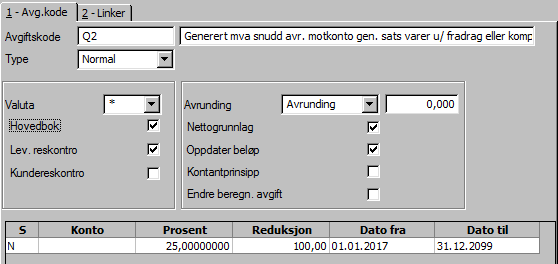 1 - Avg.kode 2 - Linker
Avgiftskode Q2 Generert mva snudd avr. motkonto gen. sats varer u/ fradrag eller komp
Type Normal
Valuta * Avrunding Avrunding 0,000
Hovedbok Nettogrunnlag
Lev. reskontro Oppdater beløp
Kundereskontro Kontantprinsipp
Endre beregn. avgift
S Konto Prosent Reduksjon Dato fra Dato til
N 25,00000000 100,00 01.01.2017 31.12.2099